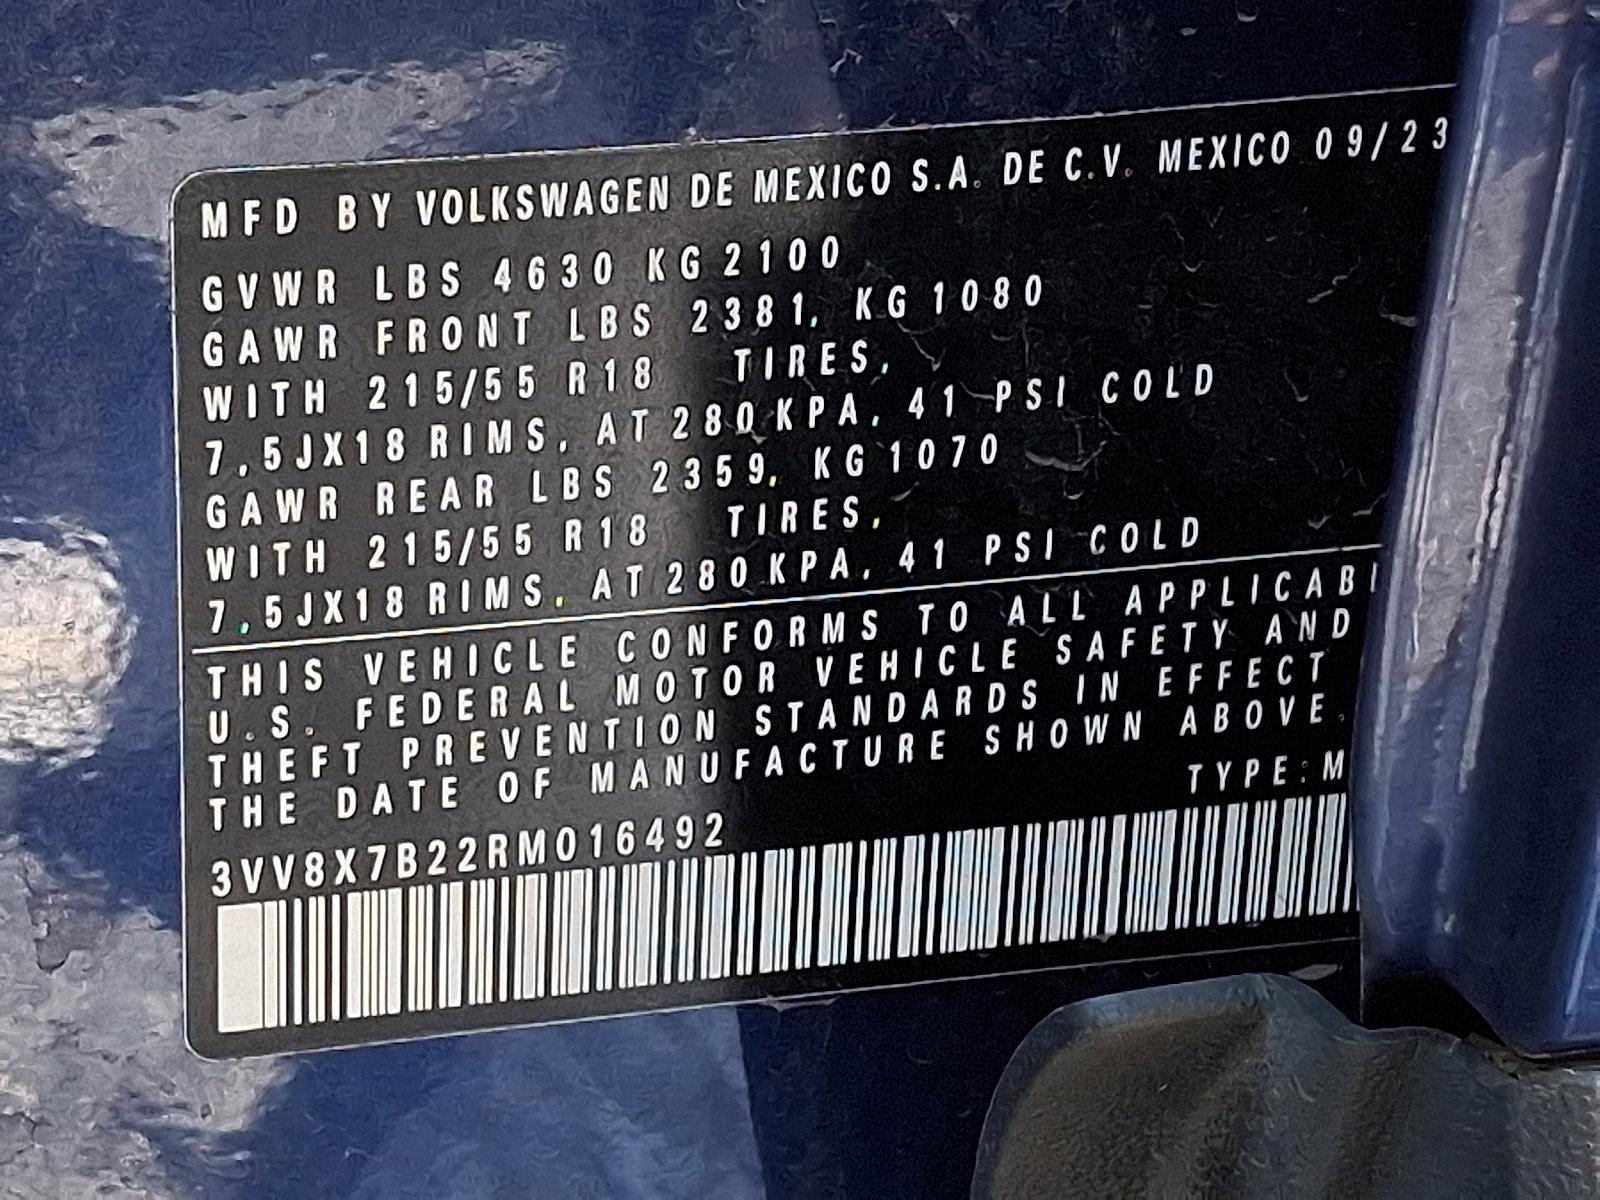 MFD BY VOLKSWAGEN DE MEXICO S.A. DE C.V. MEXICO 09/23
GVWR LBS 4630 KG 2100
GAWR FRONT LBS 2381, KG 1080
WITH 215/55 R18 TIRES,
7.5JX18 RIMS, AT 280 KPA, 41 PSI COLD
GAWR REAR LBS 2359, KG 1070
WITH 215/55 R18 TIRES,
7.5JX18 RIMS, AT 280 KPA, 41 PSI COLD
THIS VEHICLE CONFORMS TO ALL
U.S. FEDERAL MOTOR VEHICLE SAFETY AND
THEFT PREVENTION STANDARDS IN EFFECT
THE DATE OF MANUFACTURE SHOWN ABOVE.
TYPE:
3VV8X7B22RM016492